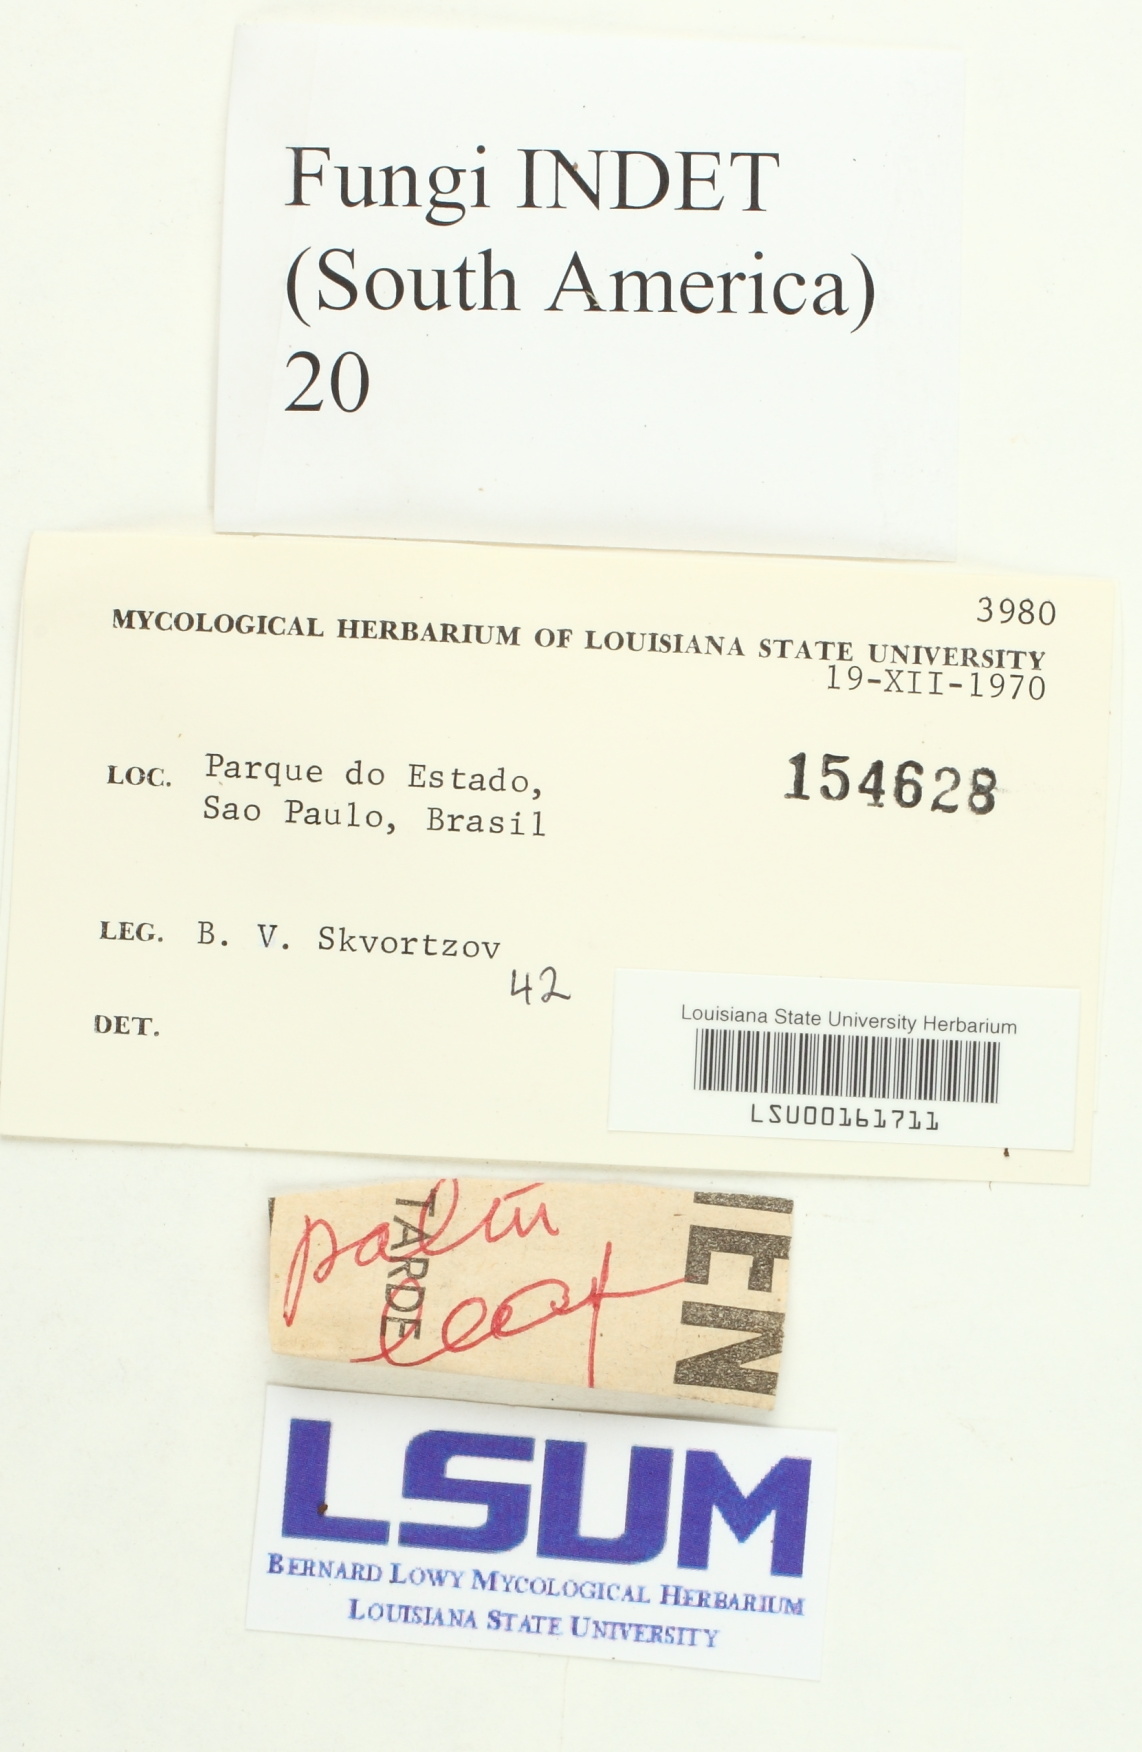 Fungi INDET
(South America)
20
3980
MYCOLOGICAL HERBARIUM OF LOUISIANA STATE UNIVERSITY
19-XII-1970
LOC. Parque do Estado,
154628
Sao Paulo, Brasil
LEG. B. V. Skvortzov
42
DET.
Louisiana State University Herbarium
LSU00161711
palm
leaf
TARDE
IEN
LSUM
BERNARD LOWY MYCOLOGICAL HERBARIUM
LOUISIANA STATE UNIVERSITY